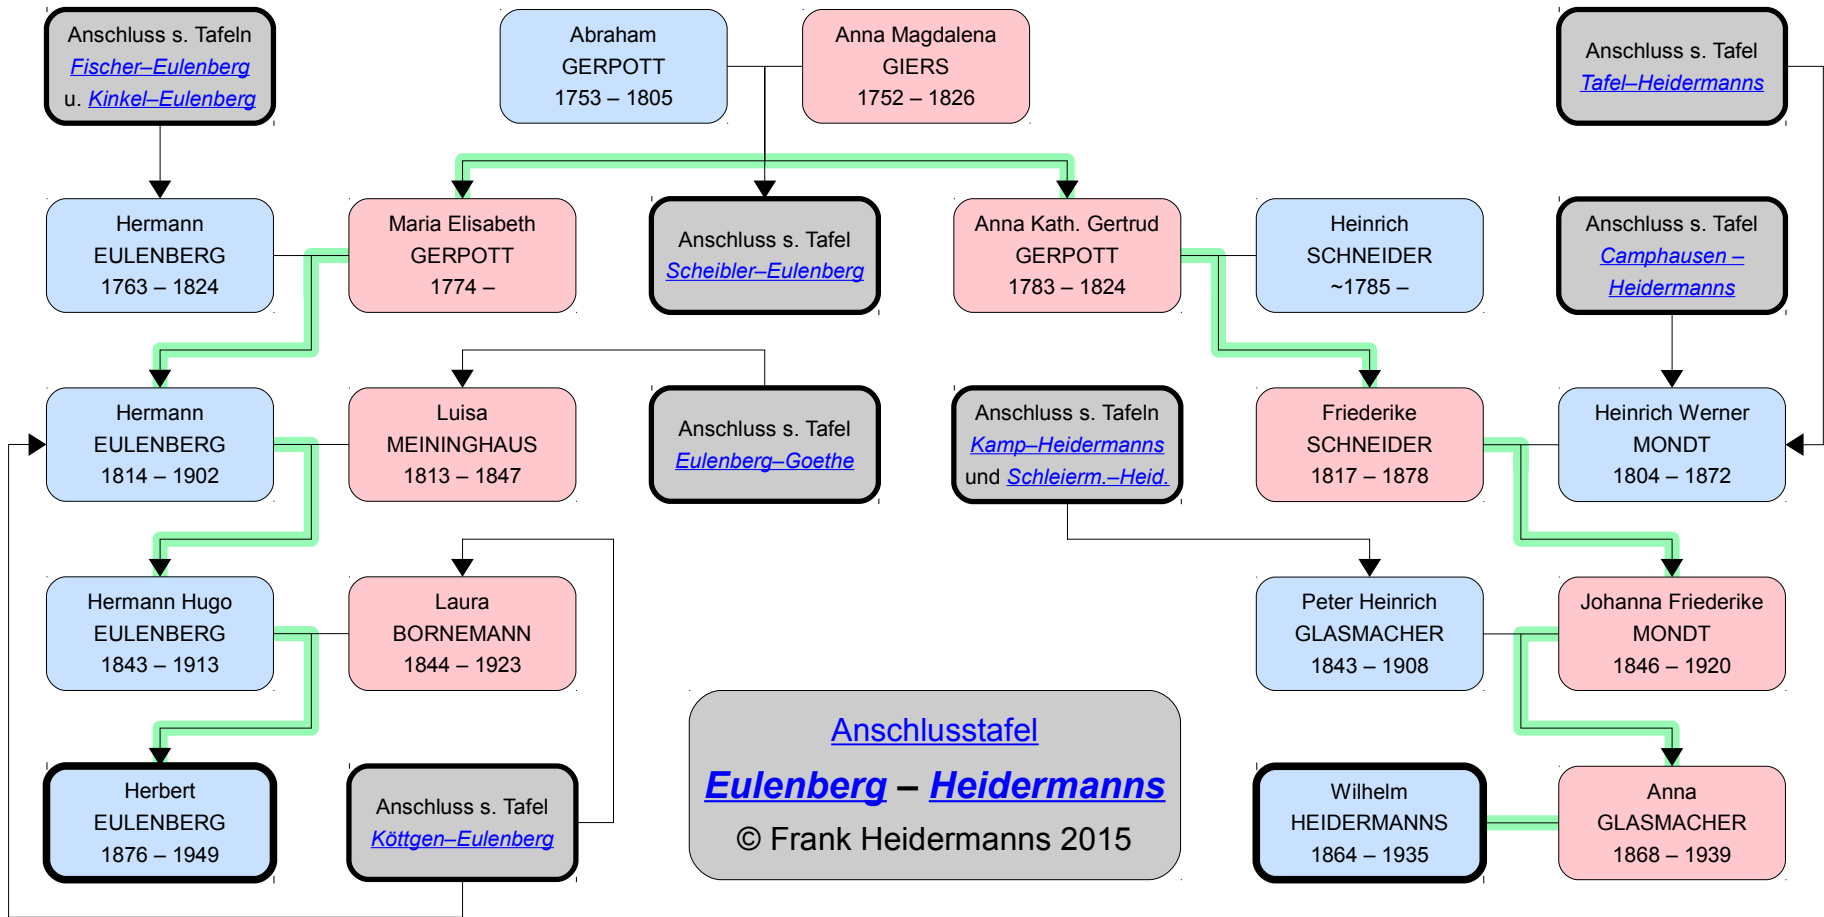 Anschluss s. Tafeln
Fischer–Eulenberg
u. Kinkel–Eulenberg
Abraham
GERPOTT
1753 – 1805
Anna Magdalena
GIERS
1752 – 1826
Anschluss s. Tafel
Tafel–Heidermanns
Hermann
EULENBERG
1763 – 1824
Maria Elisabeth
GERPOTT
1774 –
Anschluss s. Tafel
Scheibler–Eulenberg
Anna Kath. Gertrud
GERPOTT
1783 – 1824
Heinrich
SCHNEIDER
~1785 –
Anschluss s. Tafel
Camphausen –
Heidermanns
Hermann
EULENBERG
1814 – 1902
Luisa
MEININGHAUS
1813 – 1847
Anschluss s. Tafel
Eulenberg–Goethe
Anschluss s. Tafeln
Kamp–Heidermanns
und Schleierm.–Heid.
Friederike
SCHNEIDER
1817 – 1878
Heinrich Werner
MONDT
1804 – 1872
Hermann Hugo
EULENBERG
1843 – 1913
Laura
BORNEMANN
1844 – 1923
Peter Heinrich
GLASMACHER
1843 – 1908
Johanna Friederike
MONDT
1846 – 1920
Herbert
EULENBERG
1876 – 1949
Anschluss s. Tafel
Köttgen–Eulenberg
Anschlusstafel
Eulenberg – Heidermanns
© Frank Heidermanns 2015
Wilhelm
HEIDERMANNS
1864 – 1935
Anna
GLASMACHER
1868 – 1939